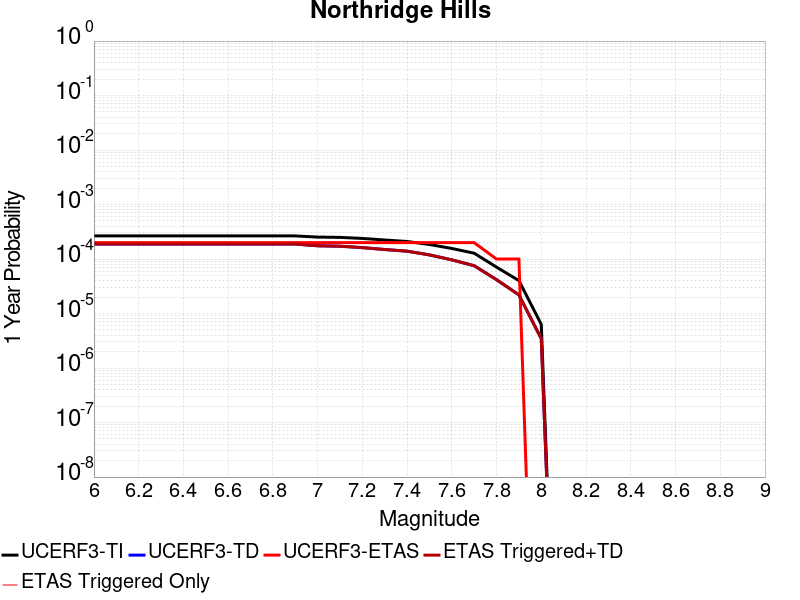 Northridge Hills
10^0
10^-1
10^-2
10^-3
10^-4
10^-5
10^-6
10^-7
10^-8
1 Year Probability
6 6.2 6.4 6.6 6.8 7 7.2 7.4 7.6 7.8 8 8.2 8.4 8.6 8.8 9
Magnitude
UCERF3-TI UCERF3-TD UCERF3-ETAS ETAS Triggered+TD
ETAS Triggered Only